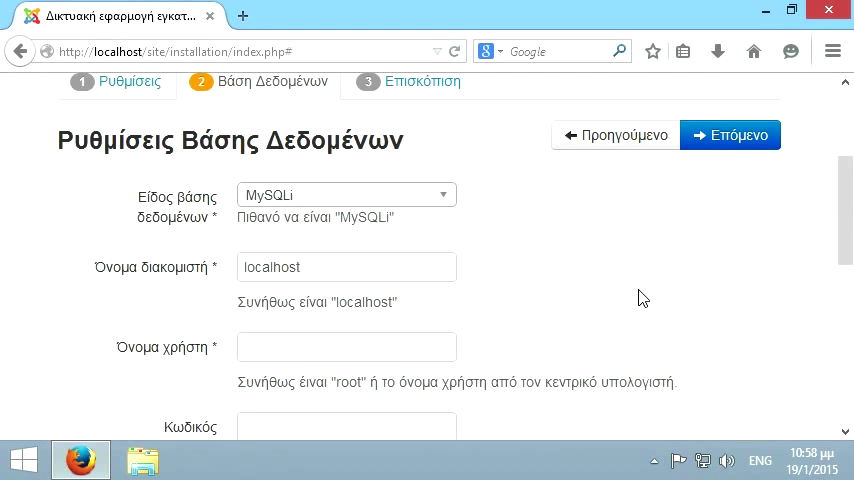 Δικτυακή εφαρμογή εγκατ...
http://localhost/site/installation/index.php#
Google
1 Ρυθμίσεις
2 Βάση Δεδομένων
3 Επισκόπιση
Ρυθμίσεις Βάσης Δεδομένων
Προηγούμενο
Επόμενο
Είδος βάσης
δεδομένων *
MySQLi
Πιθανό να είναι "MySQLi"
Όνομα διακομιστή *
localhost
Συνήθως είναι "localhost"
Όνομα χρήστη *
Συνήθως έιναι "root" ή το όνομα χρήστη από τον κεντρικό υπολογιστή.
Κωδικός
ENG
10:58 μμ
19/1/2015